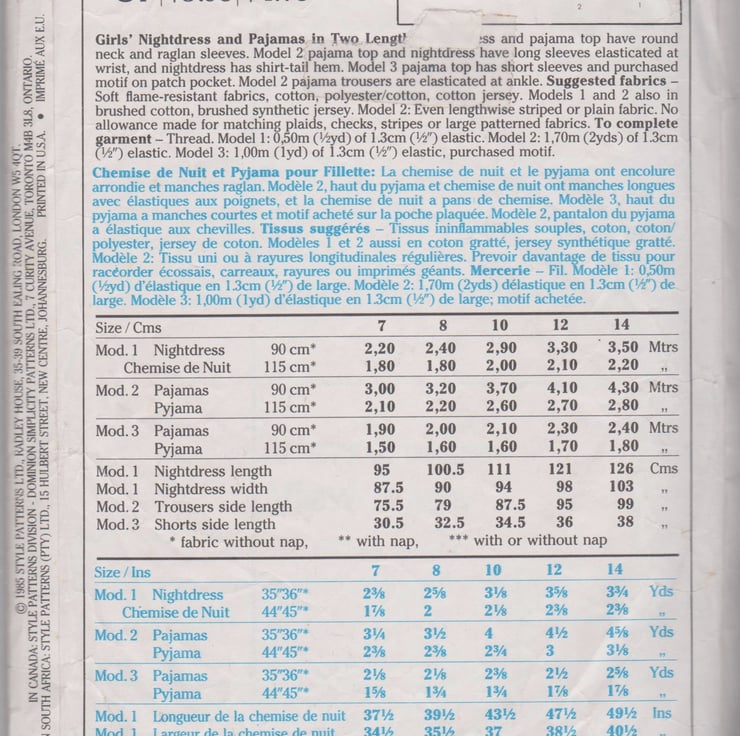 2 1
Girls' Nightdress and Pajamas in Two ss and pajama top have round
neck and raglan sleeves. Model 2 pajama top and nightdress have long sleeves elasticated at
wrist, and nightdress has shirt-tail hem. Model 3 pajama top has short sleeves and purchased
motif on patch pocket. Model 2 pajama trousers are elasticated at ankle. Suggested fabrics –
Soft flame-resistant fabrics, cotton, polyester/cotton, cotton jersey. Models 1 and 2 also in
brushed cotton, brushed synthetic jersey. Model 2: Even lengthwise striped or plain fabric. No
allowance made for matching plaids, checks, stripes or large patterned fabrics. To complete
garment – Thread. Model 1: 0,50m (½yd) of 1.3cm (½") elastic. Model 2: 1,70m (2yds) of 1.3cm
(½") elastic. Model 3: 1,00m (1yd) of 1.3cm (½") elastic, purchased motif.
Chemise de Nuit et Pyjama pour Fillette: La chemise de nuit et le pyjama ont encolure
arrondie et manches raglan. Modèle 2, haut du pyjama et chemise de nuit ont manches longues
avec élastiques aux poignets, et la chemise de nuit a pans de chemise. Modèle 3, haut du
pyjama a manches courtes et motif acheté sur la poche plaquée. Modèle 2, pantalon du pyjama
a élastique aux chevilles. Tissus suggérés – Tissus ininflammables souples, coton, coton/
polyester, jersey de coton. Modèles 1 et 2 aussi en coton gratté, jersey synthétique gratté.
Modèle 2: Tissu uni ou à rayures longitudinales régulières. Prevoir davantage de tissu pour
raccorder écossais, carreaux, rayures ou imprimés géants. Mercerie – Fil. Modèle 1: 0,50m
(½yd) d'élastique en 1.3cm (½") de large. Modèle 2: 1,70m (2yds) délastique en 1.3cm (½") de
large. Modèle 3: 1,00m (1yd) d'élastique en 1.3cm (½") de large; motif achetée.
Size / Cms 7 8 10 12 14
Mod. 1 Nightdress 90 cm* 2,20 2,40 2,90 3,30 3,50 Mtrs
Chemise de Nuit 115 cm* 1,80 1,80 2,00 2,10 2,20 ,,
Mod. 2 Pajamas 90 cm* 3,00 3,20 3,70 4,10 4,30 Mtrs
Pyjama 115 cm* 2,10 2,20 2,60 2,70 2,80 ,,
Mod. 3 Pajamas 90 cm* 1,90 2,00 2,10 2,30 2,40 Mtrs
Pyjama 115 cm* 1,50 1,60 1,60 1,70 1,80 ,,
Mod. 1 Nightdress length 95 100.5 111 121 126 Cms
Mod. 1 Nightdress width 87.5 90 94 98 103 ,,
Mod. 2 Trousers side length 75.5 79 87.5 95 99 ,,
Mod. 3 Shorts side length 30.5 32.5 34.5 36 38 ,,
* fabric without nap, ** with nap, *** with or without nap
Size / Ins 7 8 10 12 14
Mod. 1 Nightdress 35"36"* 2⅜ 2⅝ 3⅛ 3⅝ 3¾ Yds
Chemise de Nuit 44"45"* 1⅞ 2 2⅛ 2⅜ 2⅜ ,,
Mod. 2 Pajamas 35"36"* 3¼ 3½ 4 4½ 4⅝ Yds
Pyjama 44"45"* 2⅜ 2⅜ 2¾ 3 3⅛ ,,
Mod. 3 Pajamas 35"36"* 2⅛ 2⅛ 2⅜ 2½ 2⅝ Yds
Pyjama 44"45"* 1⅝ 1¾ 1¾ 1⅞ 1⅞ ,,
Mod. 1 Longueur de la chemise de nuit 37½ 39½ 43½ 47½ 49½ Ins
Mod. 1 Largeur de la chemise de nuit 34½ 35½ 37 38½ 40½ ,,
© 1985 STYLE PATTERNS LTD., RADLEY HOUSE, 35-39 SOUTH EALING ROAD, LONDON W5 4QT.
IN CANADA: STYLE PATTERNS DIVISION - DOMINION SIMPLICITY PATTERNS LTD., 7 CURITY AVENUE, TORONTO M4B 3L8, ONTARIO.
SOUTH AFRICA: STYLE PATTERNS (PTY) LTD., 15 HULBERT STREET, NEW CENTRE, JOHANNESBURG. PRINTED IN U.S.A. ● IMPRIMÉ AUX E.U.